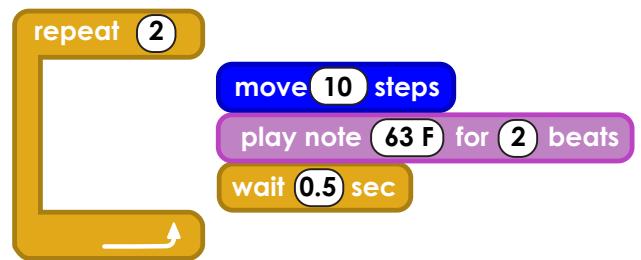 repeat 2
move 10 steps
play note 63 F for 2 beats
wait 0.5 sec